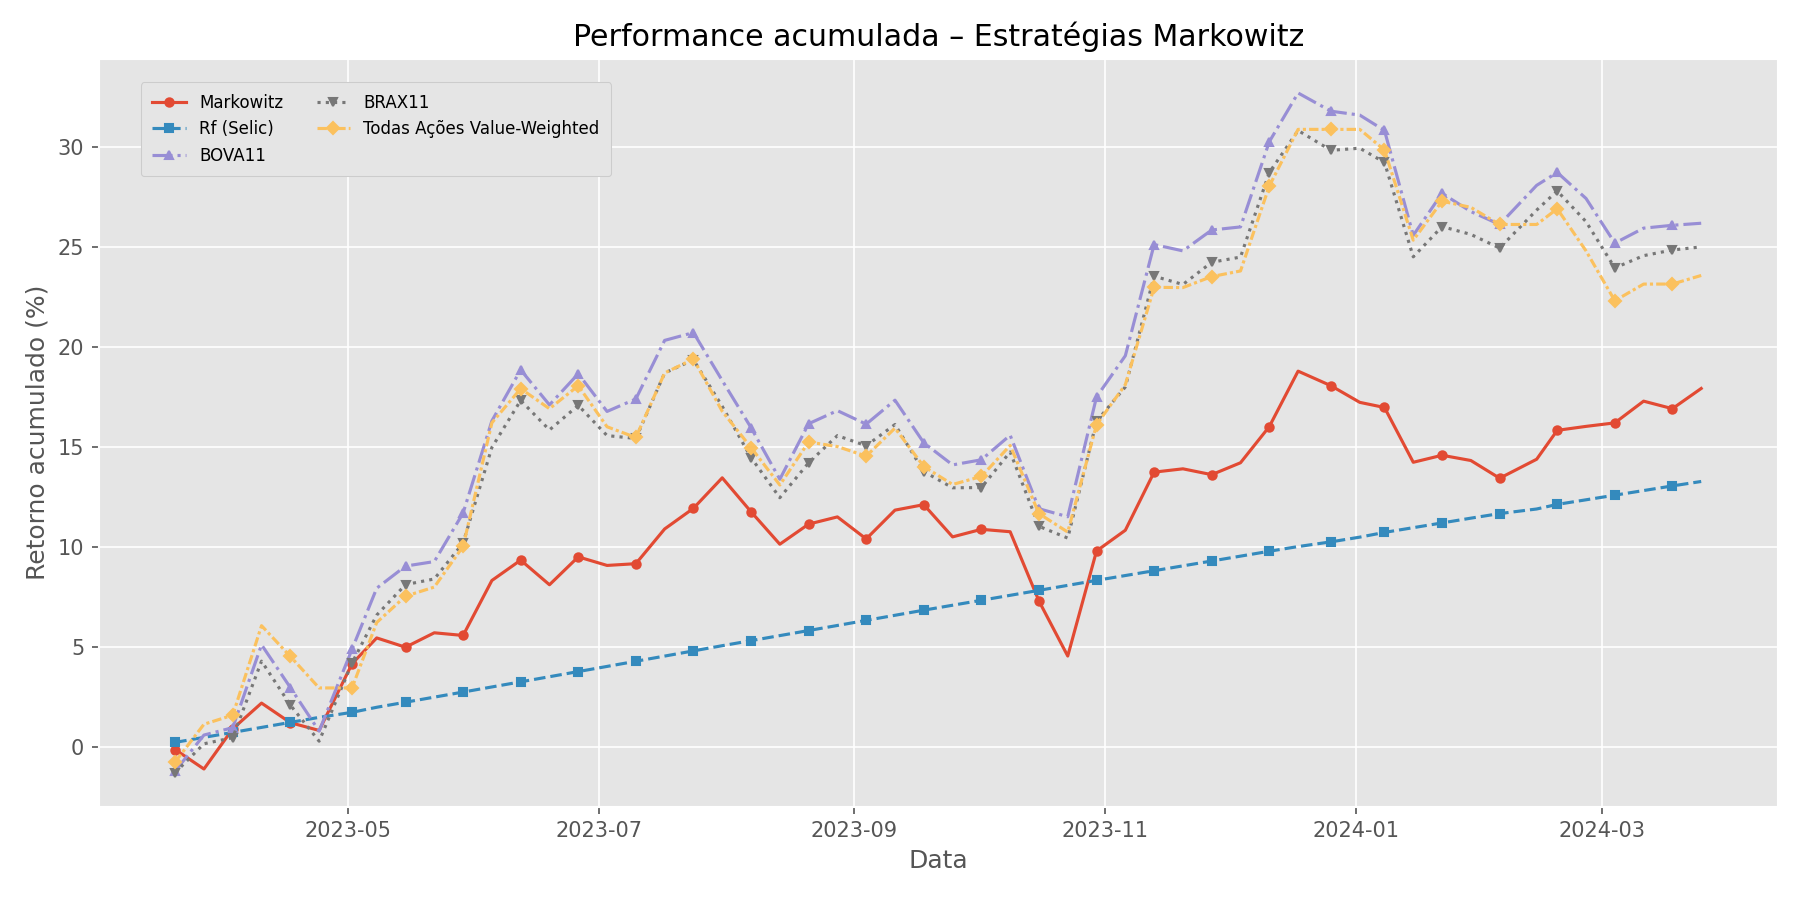 Performance acumulada – Estratégias Markowitz
Markowitz
Rf (Selic)
BOVA11
BRAX11
Todas Ações Value-Weighted
Retorno acumulado (%)
30
25
20
15
10
5
0
2023-05
2023-07
2023-09
2023-11
2024-01
2024-03
Data